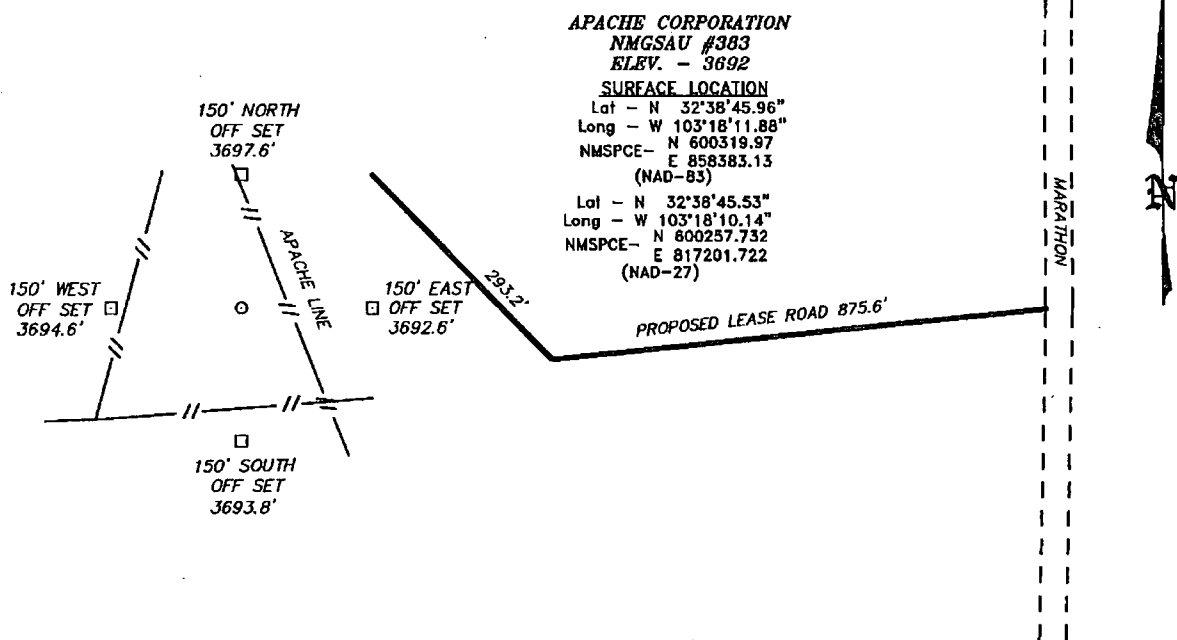 APACHE CORPORATION
NMGSAU #383
ELEV. - 3692
SURFACE LOCATION
Lat - N 32°38'45.96"
Long - W 103°18'11.88"
NMSPCE- N 600319.97
E 858383.13
(NAD-83)
Lat - N 32°38'45.53"
Long - W 103°18'10.14"
NMSPCE- N 600257.732
E 817201.722
(NAD-27)
150' NORTH
OFF SET
3697.6'
APACHE LINE
150' WEST
OFF SET
3694.6'
150' EAST
OFF SET
3692.6'
293.2'
PROPOSED LEASE ROAD 875.6'
MARATHON
N
150' SOUTH
OFF SET
3693.8'